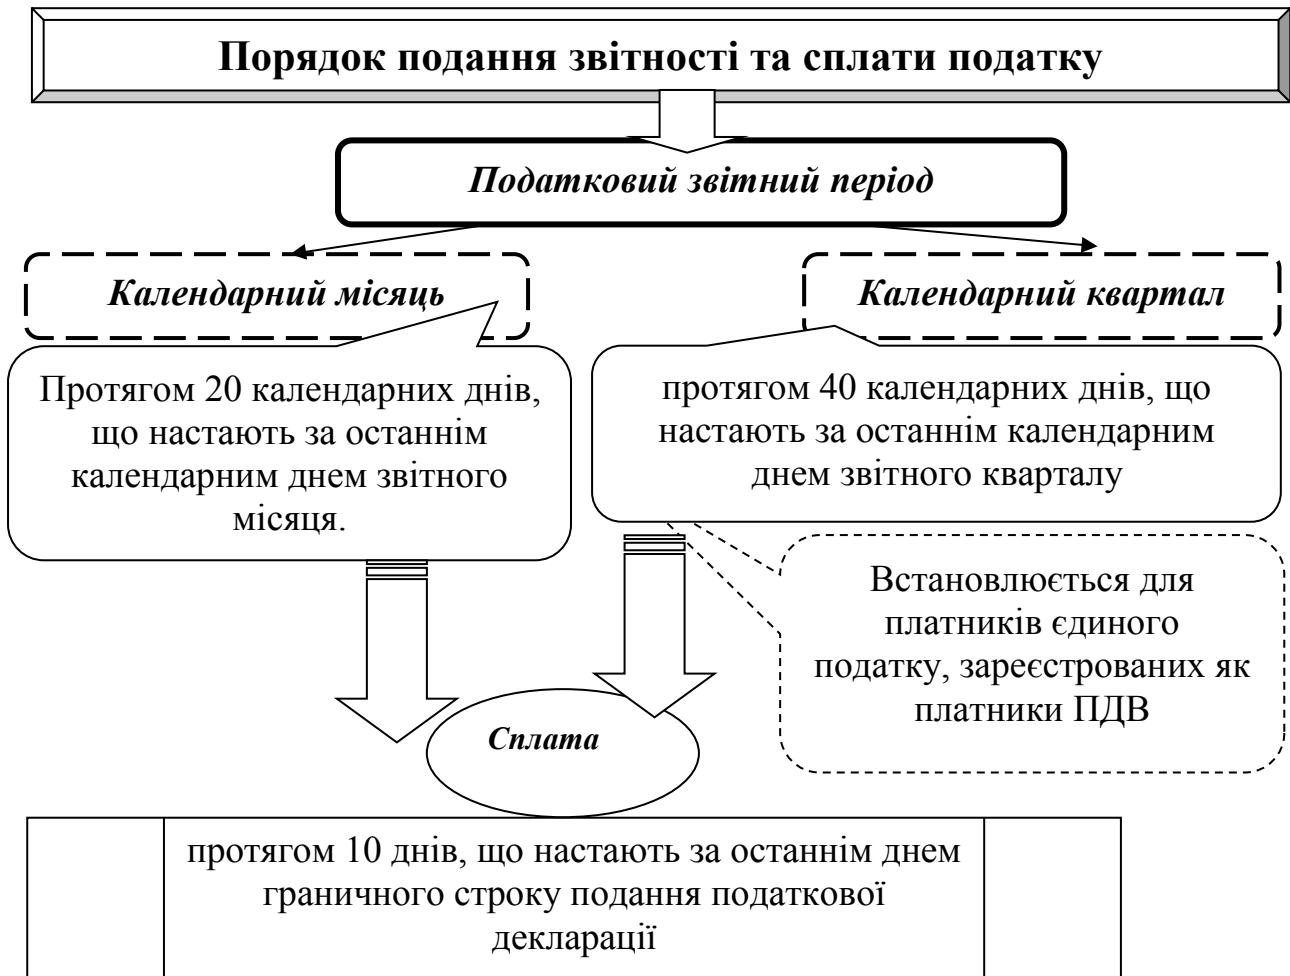 Порядок подання звітності та сплати податку
Податковий звітний період
Календарний місяць
Календарний квартал
Протягом 20 календарних днів,
що настають за останнім
календарним днем звітного
місяця.
протягом 40 календарних днів, що
настають за останнім календарним
днем звітного кварталу
Встановлюється для
платників єдиного
податку, зареєстрованих як
платники ПДВ
Сплата
протягом 10 днів, що настають за останнім днем
граничного строку подання податкової
декларації